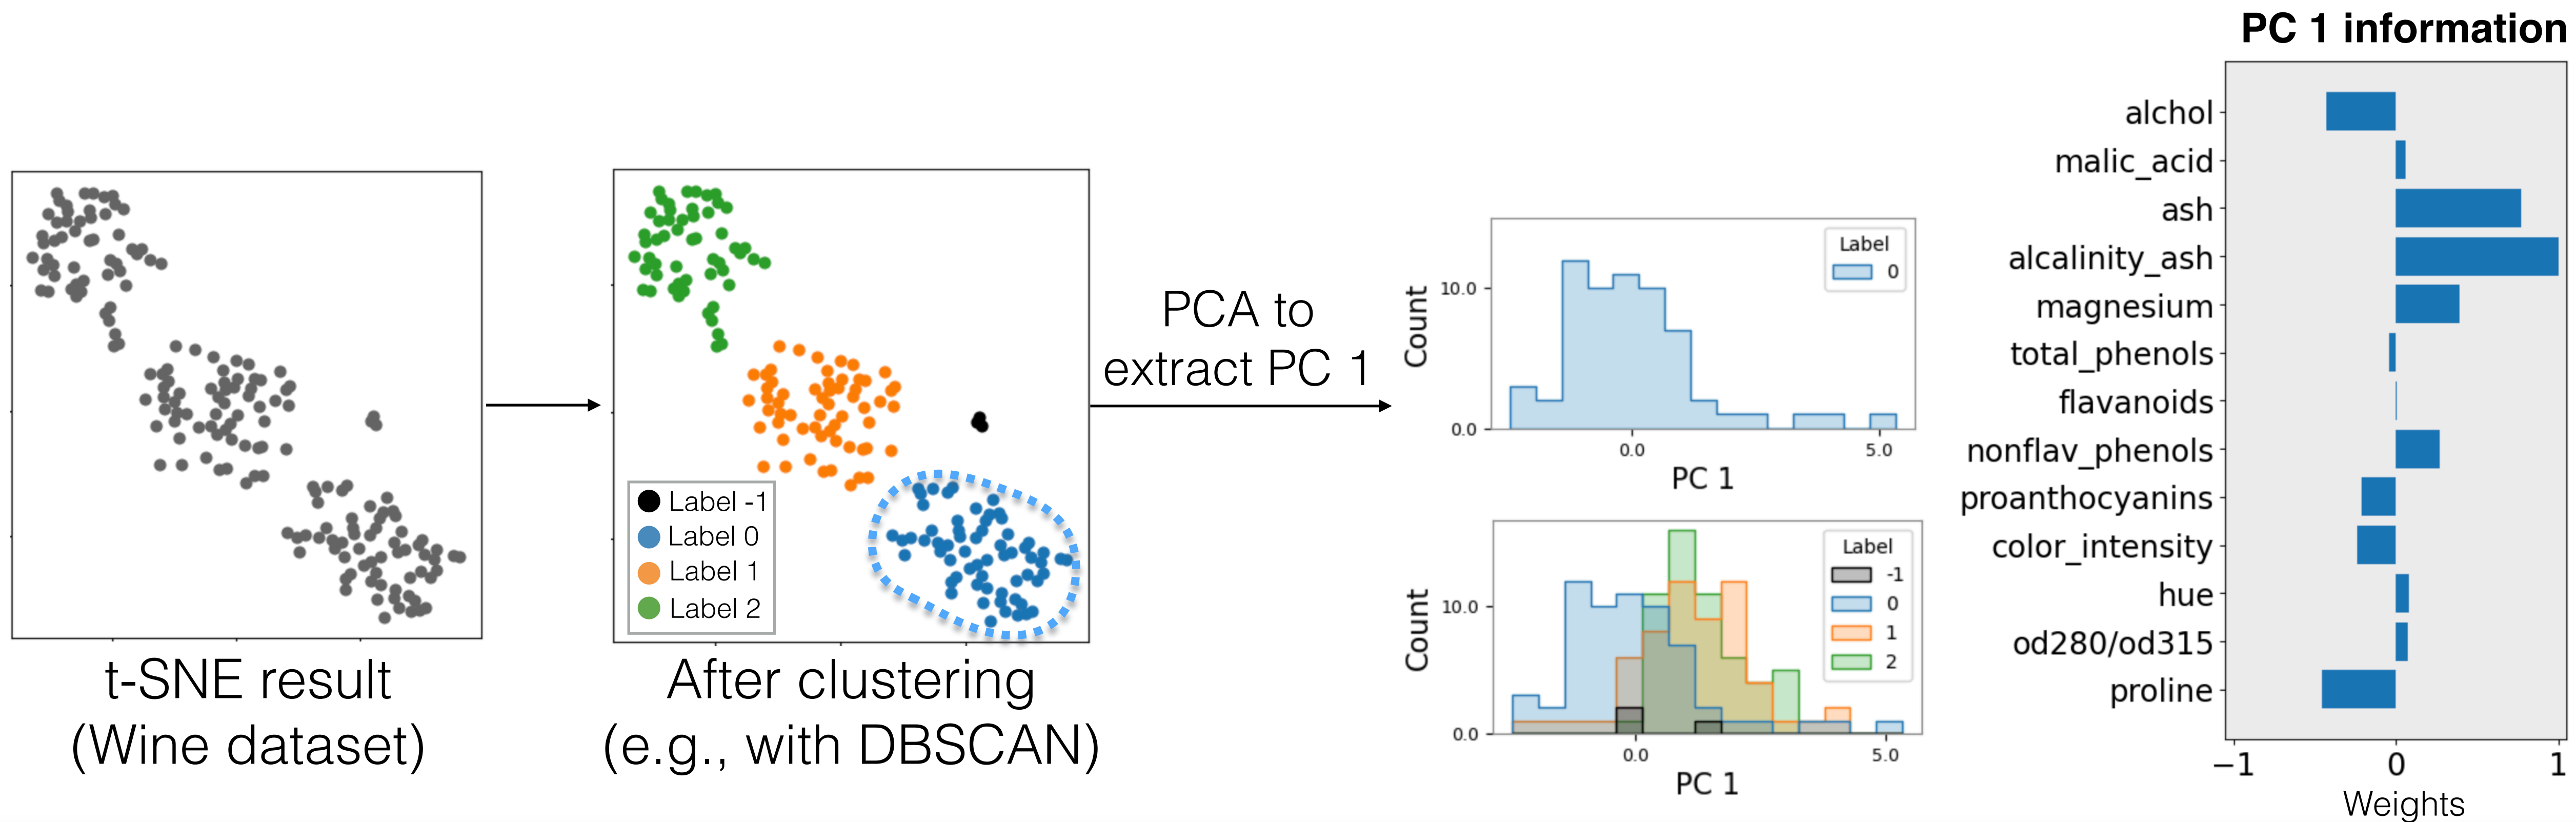 t-SNE result
(Wine dataset)
Label -1
Label 0
Label 1
Label 2
After clustering
(e.g., with DBSCAN)
PCA to
extract PC 1
Label
0
Count
10.0
0.0
0.0
5.0
PC 1
Label
-1
0
1
2
Count
10.0
0.0
0.0
5.0
PC 1
PC 1 information
alchol
malic_acid
ash
alcalinity_ash
magnesium
total_phenols
flavanoids
nonflav_phenols
proanthocyanins
color_intensity
hue
od280/od315
proline
−1
0
1
Weights